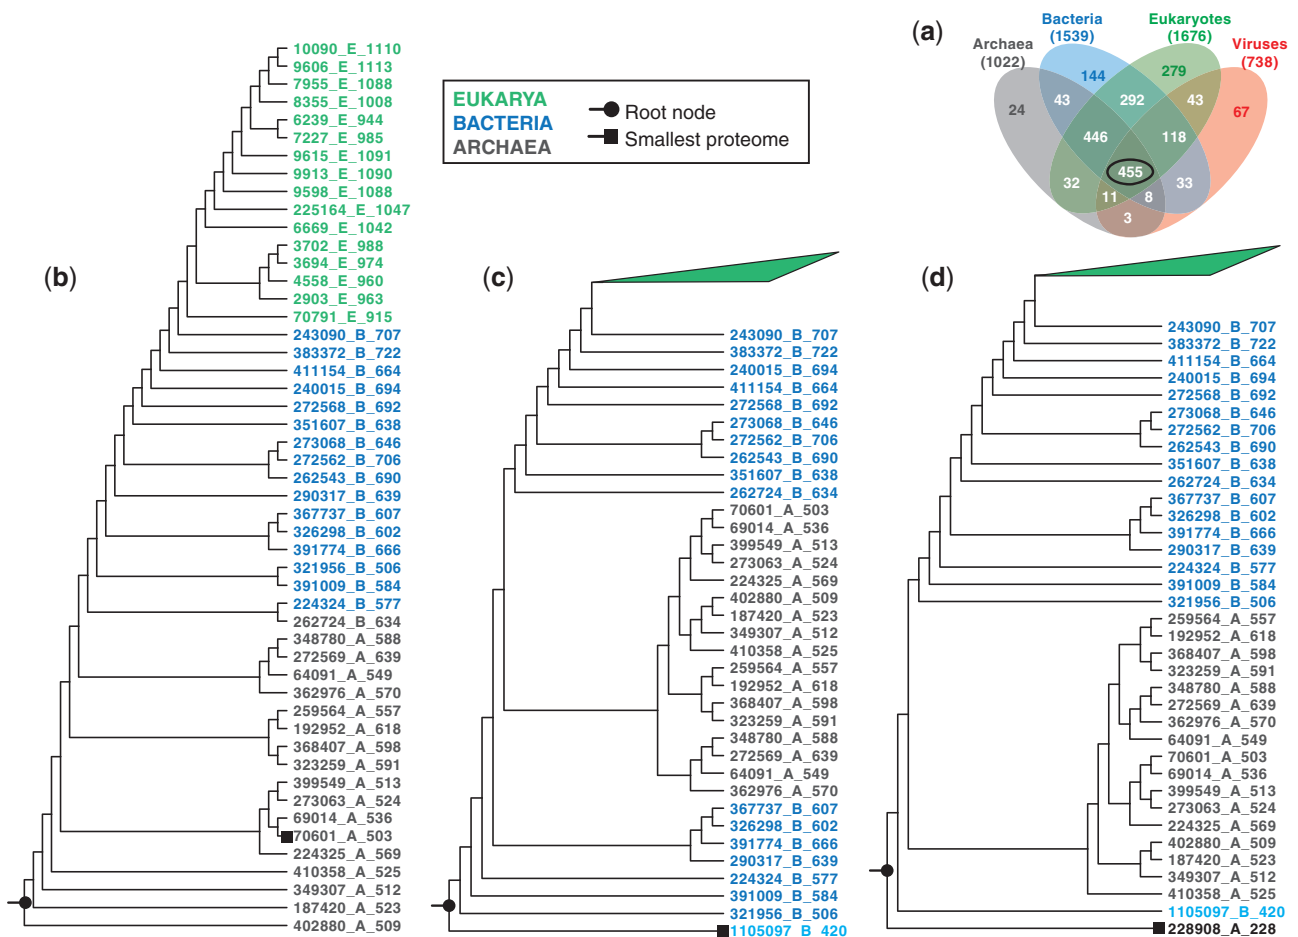 (a)
Archaea
(1022)
Bacteria
(1539)
Eukaryotes
(1676)
Viruses
(738)
144
279
24
43
292
43
67
446
118
455
32
11
8
33
3
EUKARYA
BACTERIA
ARCHAEA
Root node
Smallest proteome
(b)
10090_E_1110
9606_E_1113
7955_E_1088
8355_E_1008
6239_E_944
7227_E_985
9615_E_1091
9913_E_1090
9598_E_1088
225164_E_1047
6669_E_1042
3702_E_988
3694_E_974
4558_E_960
2903_E_963
70791_E_915
243090_B_707
383372_B_722
411154_B_664
240015_B_694
272568_B_692
351607_B_638
273068_B_646
272562_B_706
262543_B_690
290317_B_639
367737_B_607
326298_B_602
391774_B_666
321956_B_506
391009_B_584
224324_B_577
262724_B_634
348780_A_588
272569_A_639
64091_A_549
362976_A_570
259564_A_557
192952_A_618
368407_A_598
323259_A_591
399549_A_513
273063_A_524
69014_A_536
70601_A_503
224325_A_569
410358_A_525
349307_A_512
187420_A_523
402880_A_509
(c)
243090_B_707
383372_B_722
240015_B_694
411154_B_664
272568_B_692
273068_B_646
272562_B_706
262543_B_690
351607_B_638
262724_B_634
70601_A_503
69014_A_536
399549_A_513
273063_A_524
224325_A_569
402880_A_509
187420_A_523
349307_A_512
410358_A_525
259564_A_557
192952_A_618
368407_A_598
323259_A_591
348780_A_588
272569_A_639
64091_A_549
362976_A_570
367737_B_607
326298_B_602
391774_B_666
290317_B_639
224324_B_577
391009_B_584
321956_B_506
1105097_B_420
(d)
243090_B_707
383372_B_722
411154_B_664
240015_B_694
272568_B_692
273068_B_646
272562_B_706
262543_B_690
351607_B_638
262724_B_634
367737_B_607
326298_B_602
391774_B_666
290317_B_639
224324_B_577
391009_B_584
321956_B_506
259564_A_557
192952_A_618
368407_A_598
323259_A_591
348780_A_588
272569_A_639
362976_A_570
64091_A_549
70601_A_503
69014_A_536
399549_A_513
273063_A_524
224325_A_569
402880_A_509
187420_A_523
349307_A_512
410358_A_525
1105097_B_420
228908_A_228